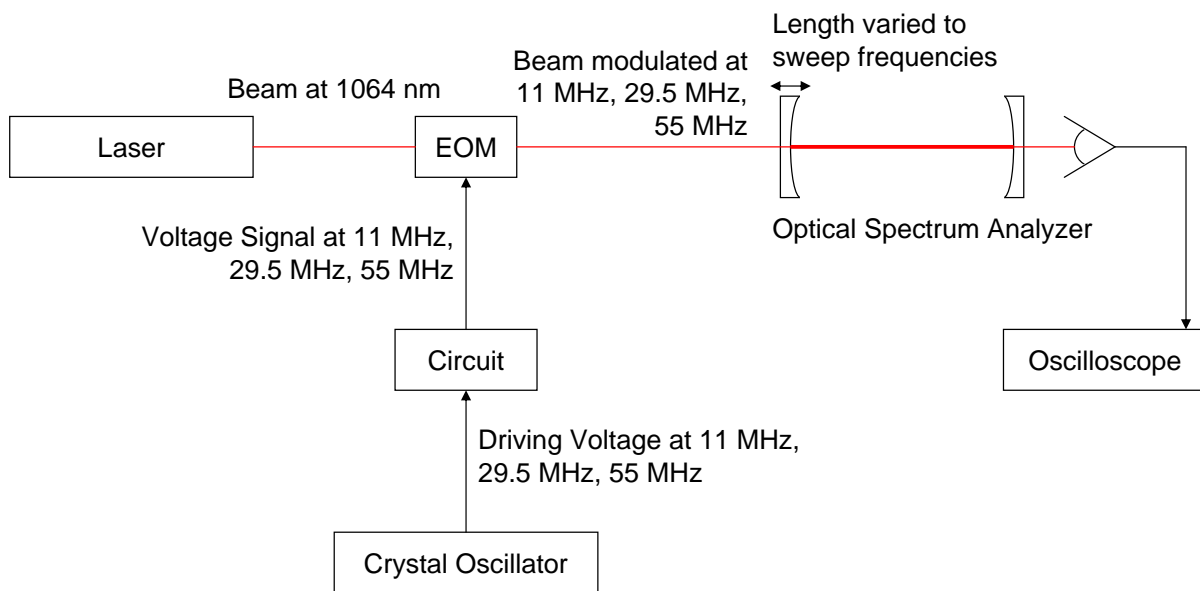 Length varied to
sweep frequencies
Beam modulated at
11 MHz, 29.5 MHz,
55 MHz
Beam at 1064 nm
Laser
EOM
Optical Spectrum Analyzer
Voltage Signal at 11 MHz,
29.5 MHz, 55 MHz
Circuit
Oscilloscope
Driving Voltage at 11 MHz,
29.5 MHz, 55 MHz
Crystal Oscillator